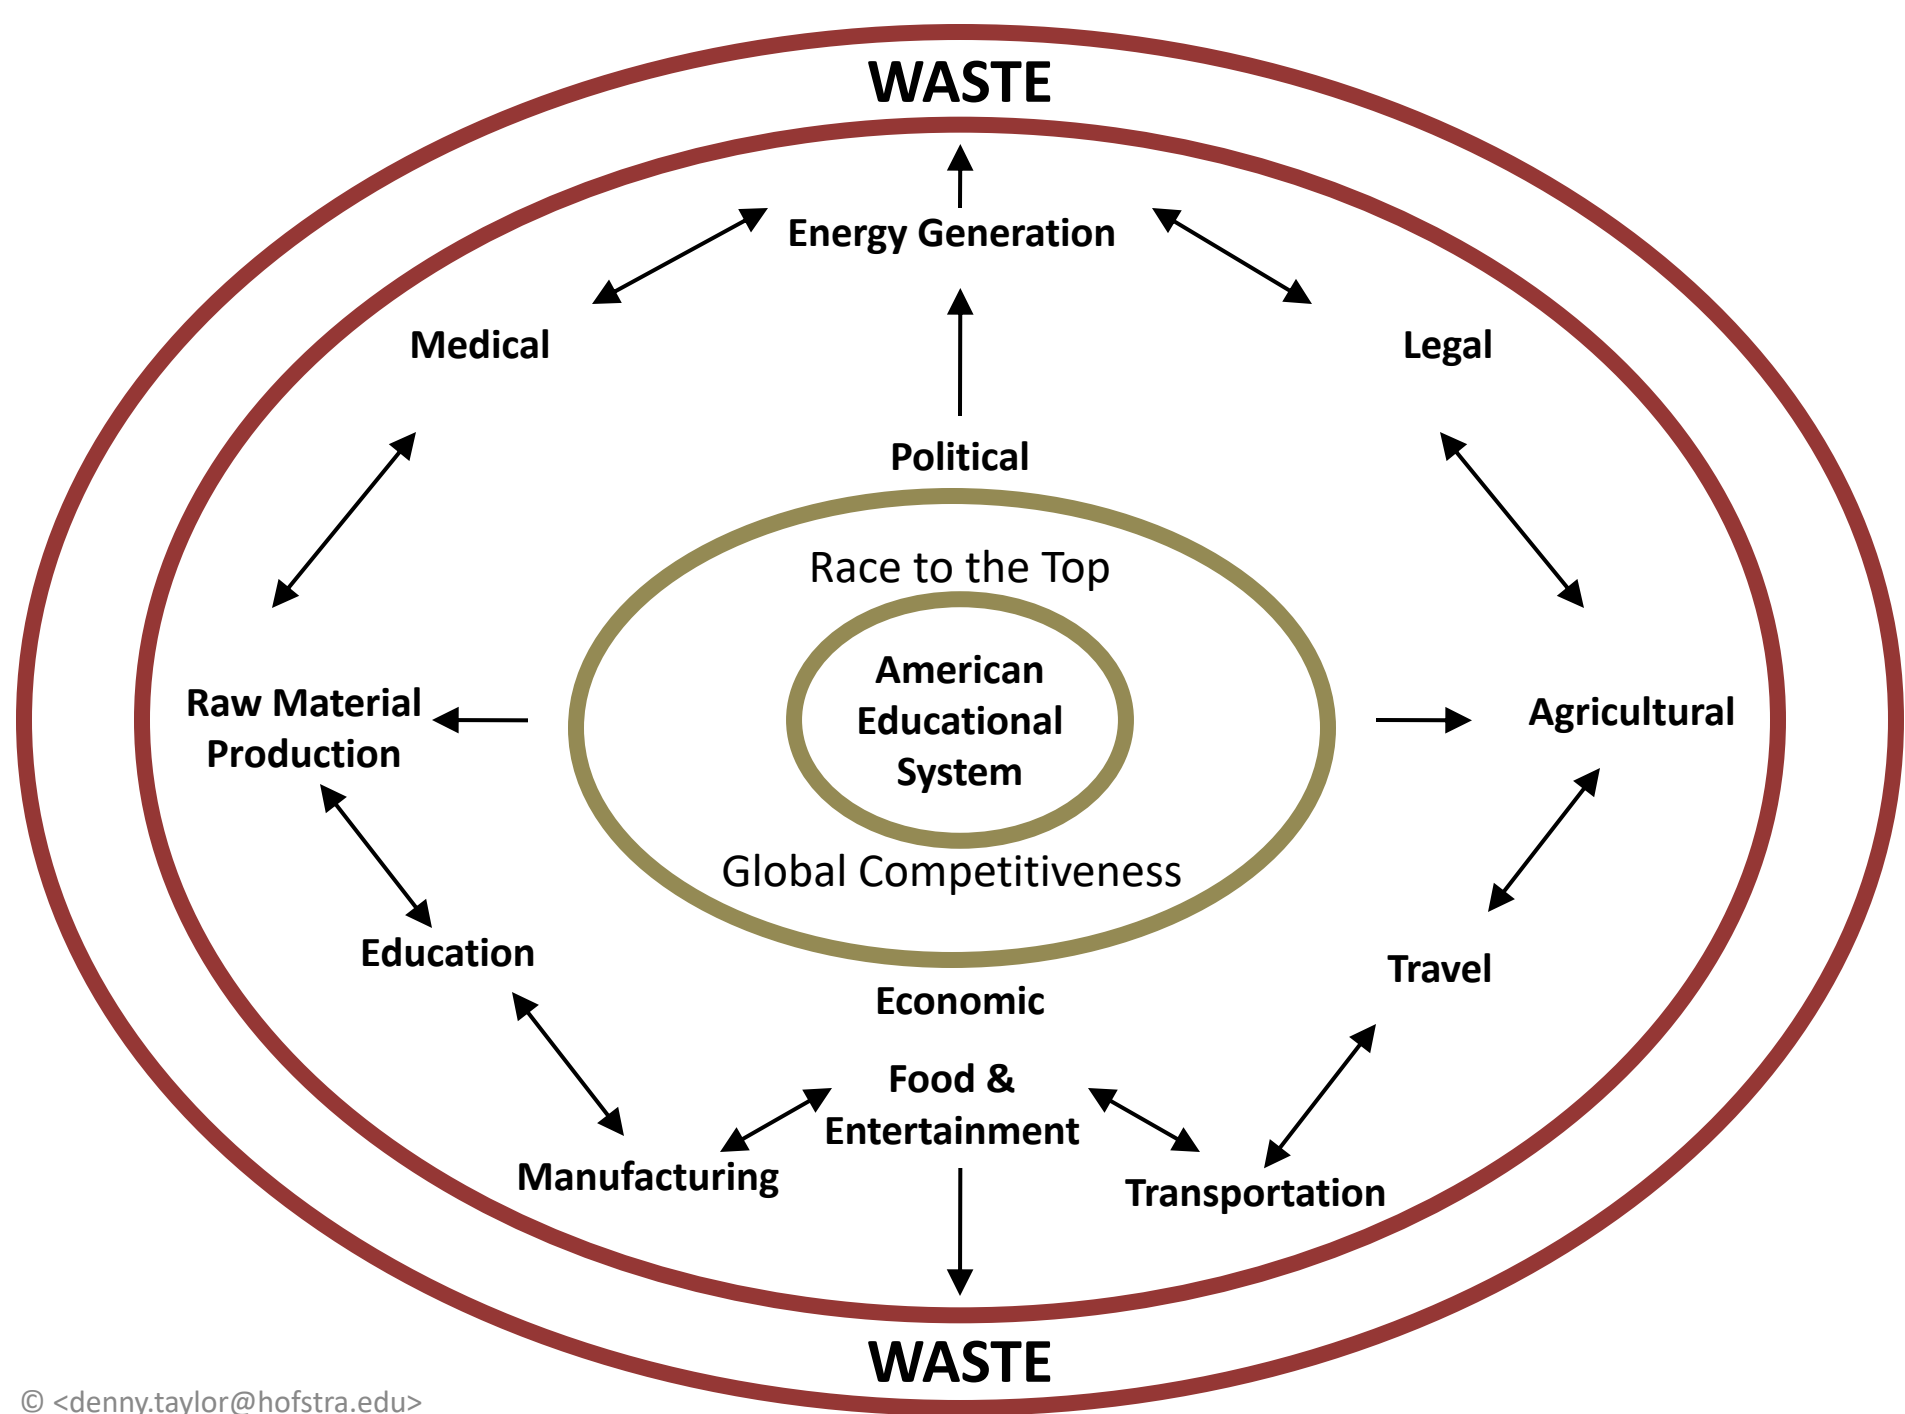 WASTE
Energy Generation
Medical
Legal
Political
Race to the Top
American
Educational
System
Raw Material
Production
Agricultural
Global Competitiveness
Education
Travel
Economic
Food &
Entertainment
Manufacturing
Transportation
WASTE
© <denny.taylor@hofstra.edu>